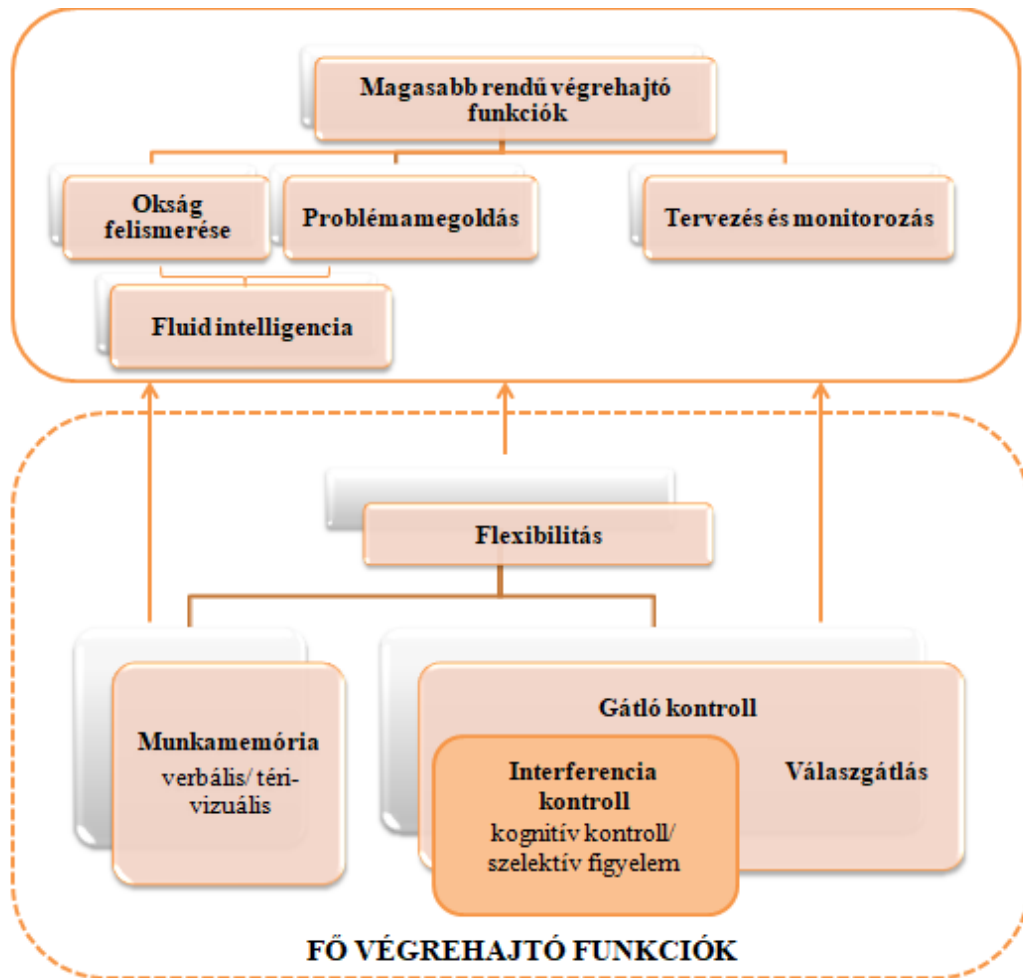 Magasabb rendű végrehajtó
funkciók
Okság
felismerése
Problémamegoldás
Tervezés és monitorozás
Fluid intelligencia
Flexibilitás
Munkamemória
verbális/ téri-
vizuális
Gátló kontroll
Interferencia
kontroll
kognitív kontroll/
szelektív figyelem
Válaszgátlás
FŐ VÉGREHAJTÓ FUNKCIÓK